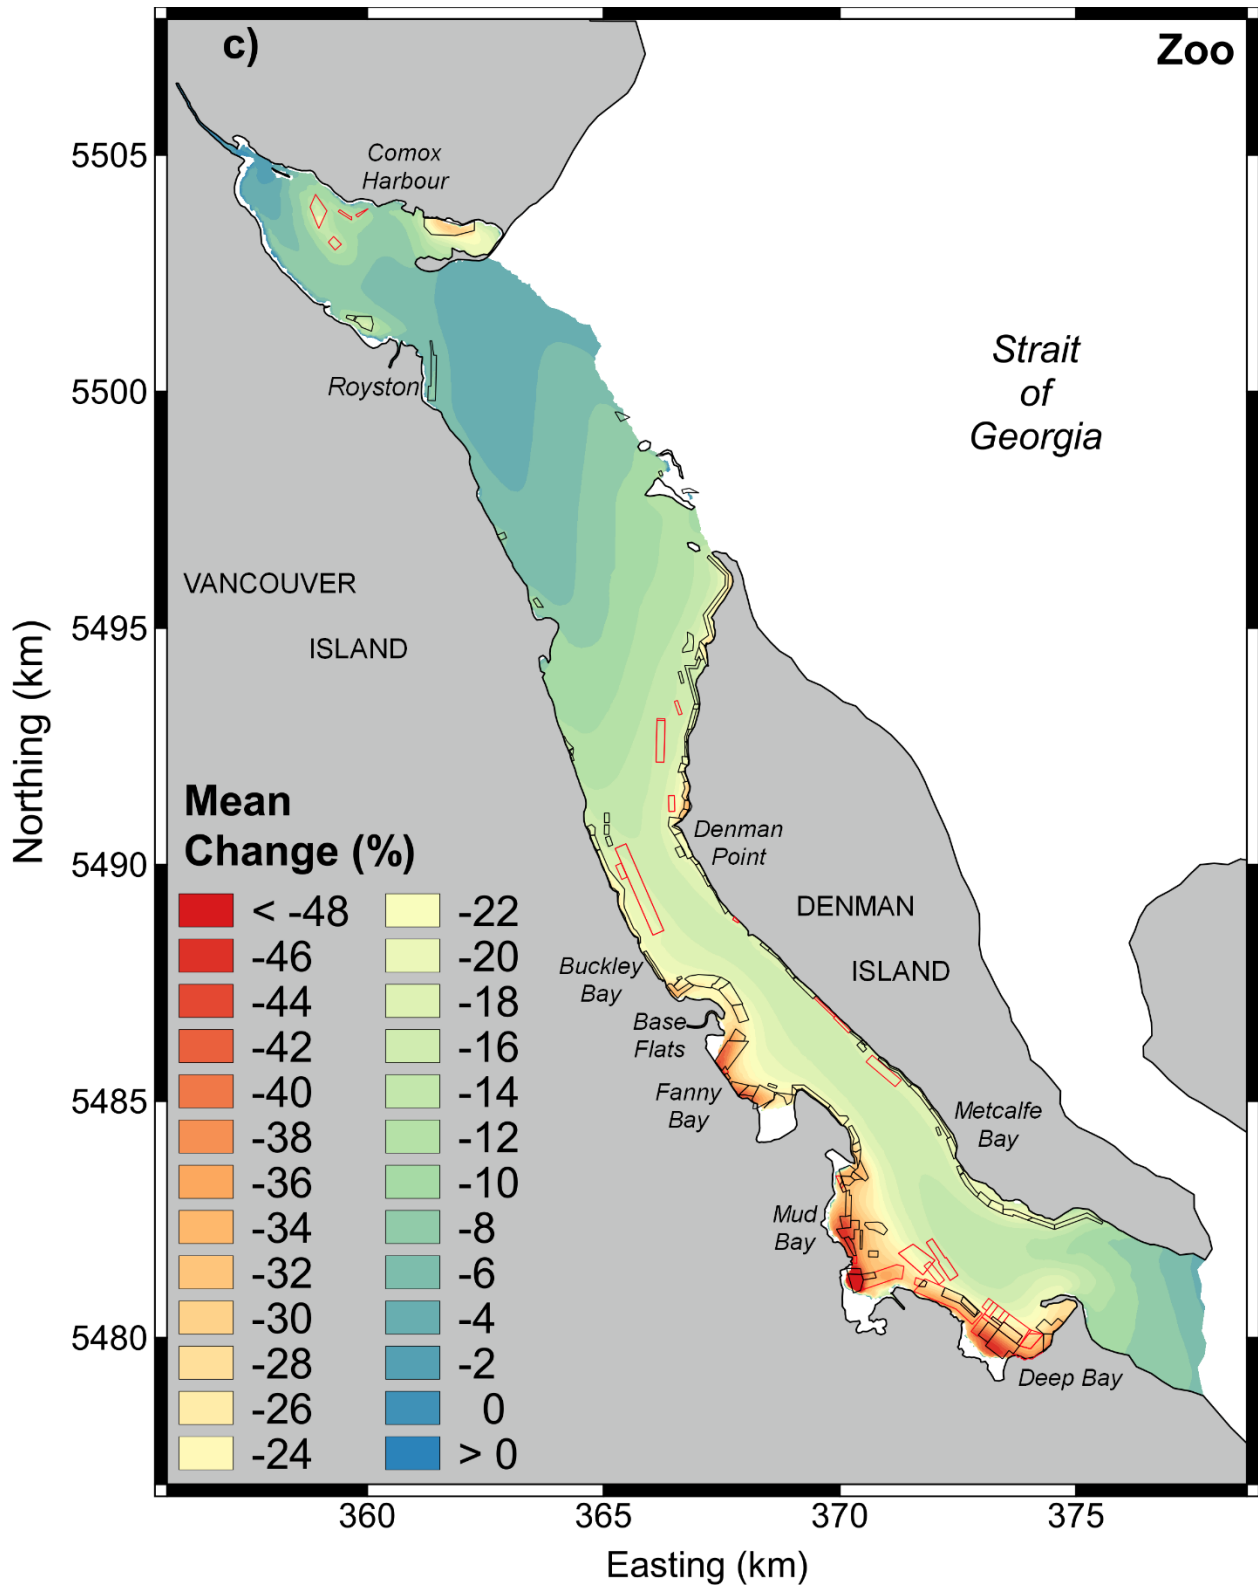 c)
Zoo
Comox
Harbour
Strait
of
Georgia
Royston
VANCOUVER
ISLAND
Denman
Point
DENMAN
ISLAND
Buckley
Bay
Base
Flats
Fanny
Bay
Metcalfe
Bay
Mud
Bay
Deep Bay
Mean
Change (%)
< -48
-46
-44
-42
-40
-38
-36
-34
-32
-30
-28
-26
-24
-22
-20
-18
-16
-14
-12
-10
-8
-6
-4
-2
0
> 0
Northing (km)
5505
5500
5495
5490
5485
5480
360
365
370
375
Easting (km)